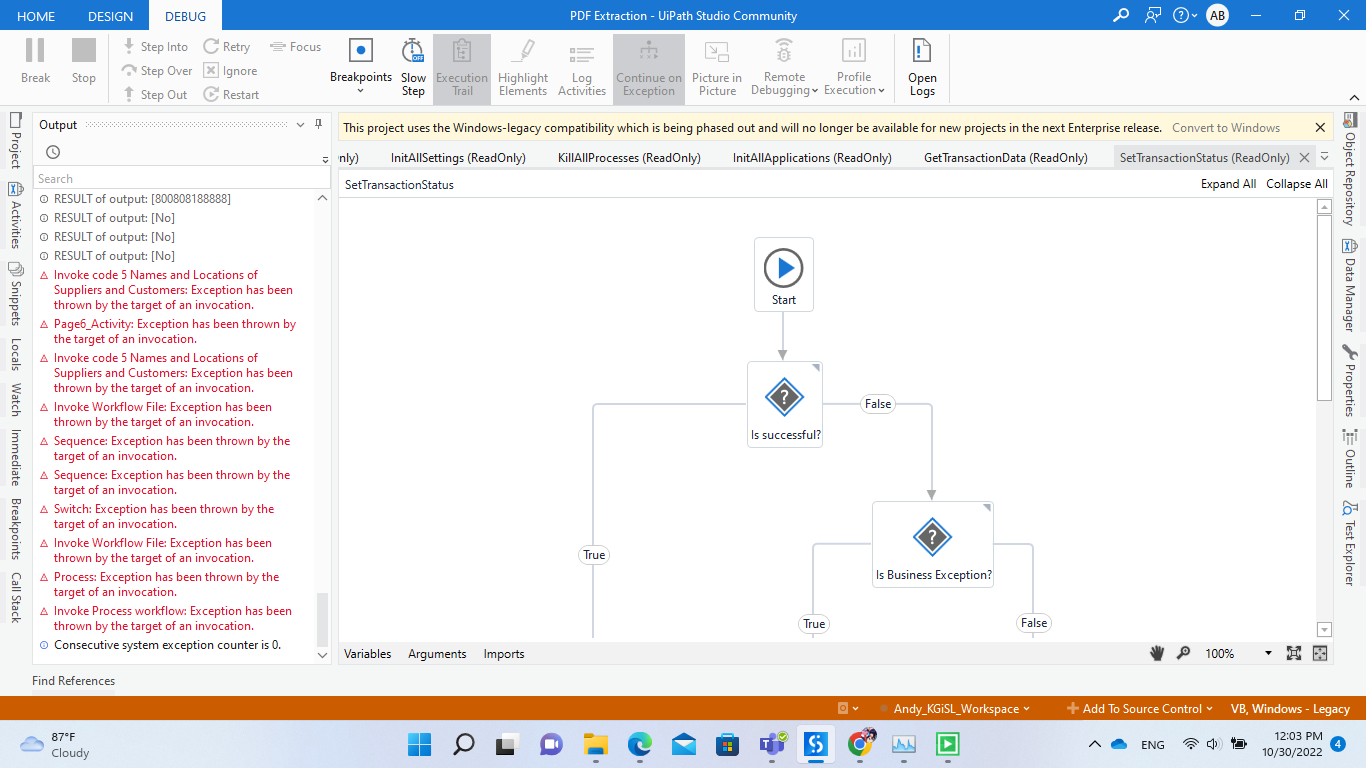 HOME DESIGN DEBUG PDF Extraction - UiPath Studio Community AB
Break Stop Step Into Step Over Step Out Retry Ignore Restart Focus
Breakpoints Slow Step OFF Execution Trail Highlight Elements Log Activities Continue on Exception Picture in Picture Remote Debugging Profile Execution Open Logs
Project
Activities
Snippets
Locals
Watch
Immediate
Breakpoints
Call Stack
Output
Search
RESULT of output: [800808188888]
RESULT of output: [No]
RESULT of output: [No]
RESULT of output: [No]
Invoke code 5 Names and Locations of
Suppliers and Customers: Exception has been
thrown by the target of an invocation.
Page6_Activity: Exception has been thrown by
the target of an invocation.
Invoke code 5 Names and Locations of
Suppliers and Customers: Exception has been
thrown by the target of an invocation.
Invoke Workflow File: Exception has been
thrown by the target of an invocation.
Sequence: Exception has been thrown by the
target of an invocation.
Sequence: Exception has been thrown by the
target of an invocation.
Switch: Exception has been thrown by the
target of an invocation.
Invoke Workflow File: Exception has been
thrown by the target of an invocation.
Process: Exception has been thrown by the
target of an invocation.
Invoke Process workflow: Exception has been
thrown by the target of an invocation.
Consecutive system exception counter is 0.
Find References
This project uses the Windows-legacy compatibility which is being phased out and will no longer be available for new projects in the next Enterprise release. Convert to Windows
nly) InitAllSettings (ReadOnly) KillAllProcesses (ReadOnly) InitAllApplications (ReadOnly) GetTransactionData (ReadOnly) SetTransactionStatus (ReadOnly)
SetTransactionStatus Expand All Collapse All
Start
Is successful?
False
True
Is Business Exception?
True
False
Variables Arguments Imports 100%
Object Repository
Data Manager
Properties
Outline
Test Explorer
Andy_KGiSL_Workspace Add To Source Control VB, Windows - Legacy
87°F
Cloudy
ENG
12:03 PM
10/30/2022
4